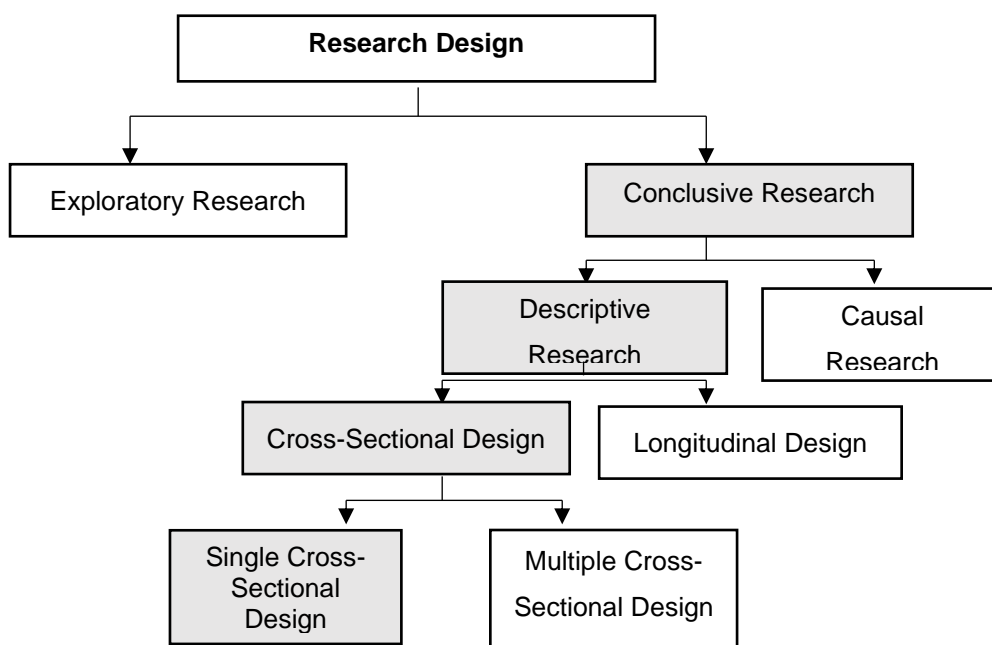 Research Design
Exploratory Research
Conclusive Research
Descriptive
Research
Causal
Research
Cross-Sectional Design
Longitudinal Design
Single Cross-
Sectional
Design
Multiple Cross-
Sectional Design